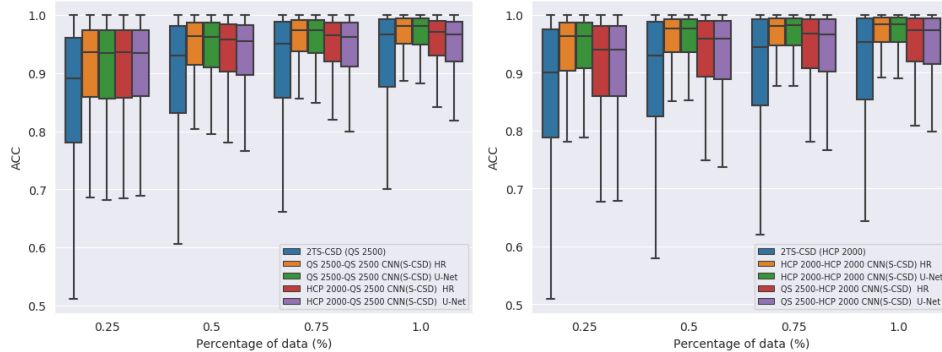 1.0
0.9
0.8
0.7
0.6
0.5
ACC
2TS-CSD (QS 2500)
QS 2500-QS 2500 CNN(S-CSD) HR
QS 2500-QS 2500 CNN(S-CSD) U-Net
HCP 2000-QS 2500 CNN(S-CSD) HR
HCP 2000-QS 2500 CNN(S-CSD) U-Net
0.25 0.5 0.75 1.0
Percentage of data (%)
1.0
0.9
0.8
0.7
0.6
0.5
ACC
2TS-CSD (HCP 2000)
HCP 2000-HCP 2000 CNN(S-CSD) HR
HCP 2000-HCP 2000 CNN(S-CSD) U-Net
QS 2500-HCP 2000 CNN(S-CSD) HR
QS 2500-HCP 2000 CNN(S-CSD) U-Net
0.25 0.5 0.75 1.0
Percentage of data (%)